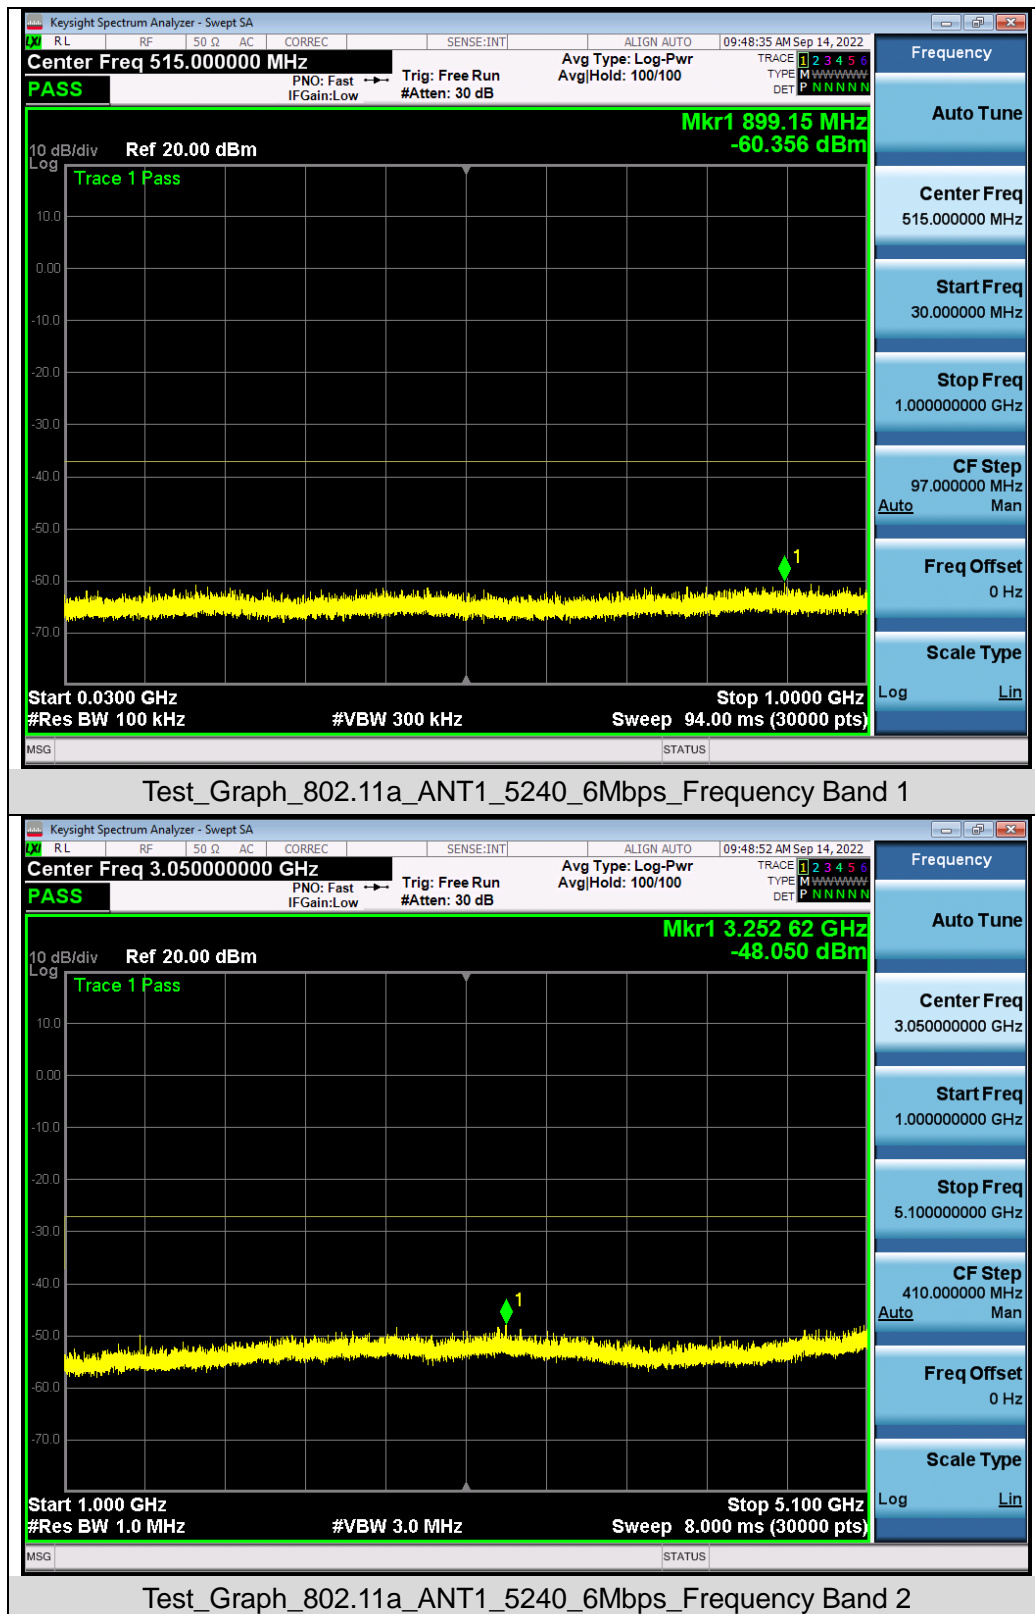 Keysight Spectrum Analyzer - Swept SA
LXI RL RF 50 Ω AC CORREC SENSE:INT ALIGN AUTO 09:48:35 AM Sep 14, 2022
Center Freq 515.000000 MHz
PASS
PNO: Fast
IFGain:Low
Trig: Free Run
#Atten: 30 dB
Avg Type: Log-Pwr
Avg|Hold: 100/100
TRACE 1 2 3 4 5 6
TYPE M WWWWW
DET P N N N N N
Mkr1 899.15 MHz
-60.356 dBm
10 dB/div Ref 20.00 dBm
Log
Trace 1 Pass
10.0
0.00
-10.0
-20.0
-30.0
-40.0
-50.0
-60.0
-70.0
1
Start 0.0300 GHz Stop 1.0000 GHz
#Res BW 100 kHz #VBW 300 kHz Sweep 94.00 ms (30000 pts)
MSG STATUS
Frequency
Auto Tune
Center Freq
515.000000 MHz
Start Freq
30.000000 MHz
Stop Freq
1.000000000 GHz
CF Step
97.000000 MHz
Auto Man
Freq Offset
0 Hz
Scale Type
Log Lin
Test_Graph_802.11a_ANT1_5240_6Mbps_Frequency Band 1
Keysight Spectrum Analyzer - Swept SA
LXI RL RF 50 Ω AC CORREC SENSE:INT ALIGN AUTO 09:48:52 AM Sep 14, 2022
Center Freq 3.050000000 GHz
PASS
PNO: Fast
IFGain:Low
Trig: Free Run
#Atten: 30 dB
Avg Type: Log-Pwr
Avg|Hold: 100/100
TRACE 1 2 3 4 5 6
TYPE M WWWWW
DET P N N N N N
Mkr1 3.252 62 GHz
-48.050 dBm
10 dB/div Ref 20.00 dBm
Log
Trace 1 Pass
10.0
0.00
-10.0
-20.0
-30.0
-40.0
-50.0
-60.0
-70.0
1
Start 1.000 GHz Stop 5.100 GHz
#Res BW 1.0 MHz #VBW 3.0 MHz Sweep 8.000 ms (30000 pts)
MSG STATUS
Frequency
Auto Tune
Center Freq
3.050000000 GHz
Start Freq
1.000000000 GHz
Stop Freq
5.100000000 GHz
CF Step
410.000000 MHz
Auto Man
Freq Offset
0 Hz
Scale Type
Log Lin
Test_Graph_802.11a_ANT1_5240_6Mbps_Frequency Band 2